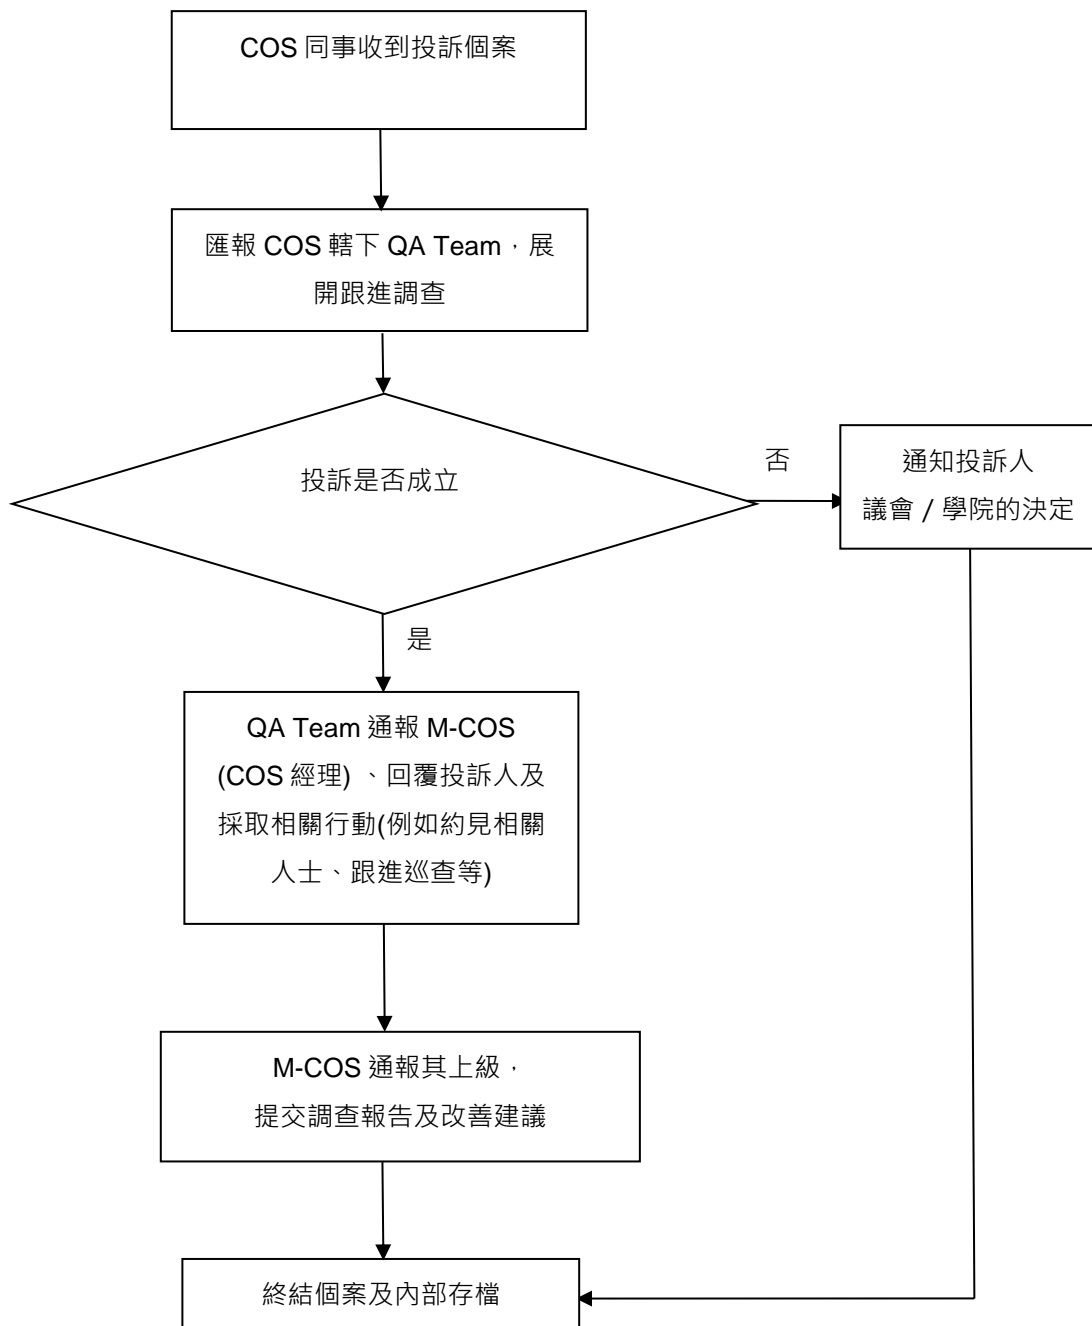 COS 同事收到投訴個案
匯報 COS 轄下 QA Team，展
開跟進調查
投訴是否成立
否
通知投訴人
議會 / 學院的決定
是
QA Team 通報 M-COS
(COS 經理) 、回覆投訴人及
採取相關行動(例如約見相關
人士、跟進巡查等)
M-COS 通報其上級，
提交調查報告及改善建議
終結個案及內部存檔